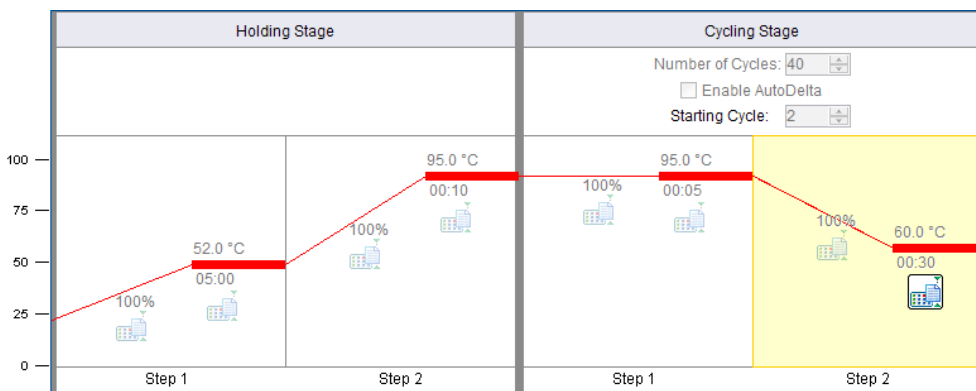 Holding Stage
Cycling Stage
Number of Cycles: 40
Enable AutoDelta
Starting Cycle: 2
100
75
50
25
0
100%
52.0 °C
05:00
100%
95.0 °C
00:10
100%
95.0 °C
00:05
100%
60.0 °C
00:30
Step 1
Step 2
Step 1
Step 2